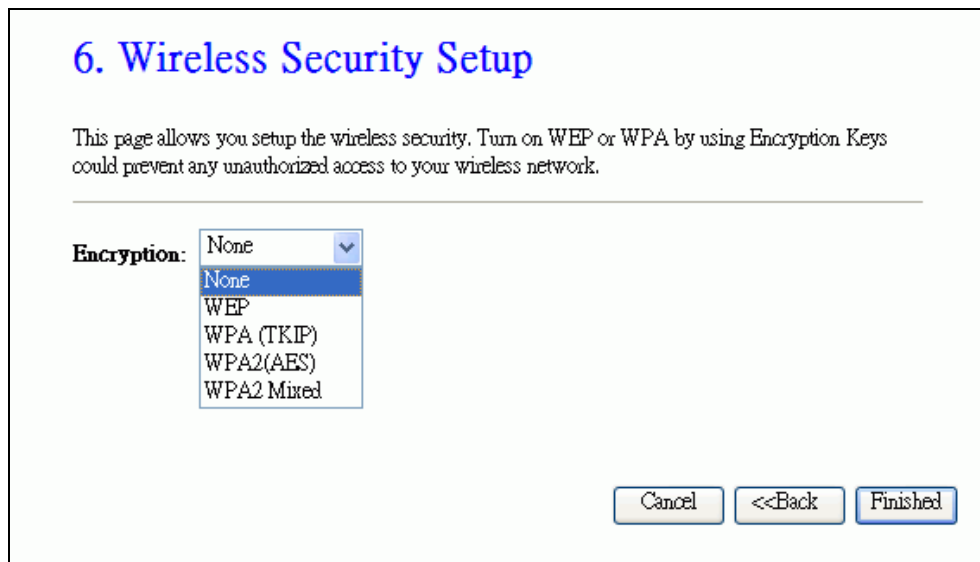 6. Wireless Security Setup
This page allows you setup the wireless security. Turn on WEP or WPA by using Encryption Keys
could prevent any unauthorized access to your wireless network.
Encryption: None
None
WEP
WPA (TKIP)
WPA2(AES)
WPA2 Mixed
Cancel <<Back Finished